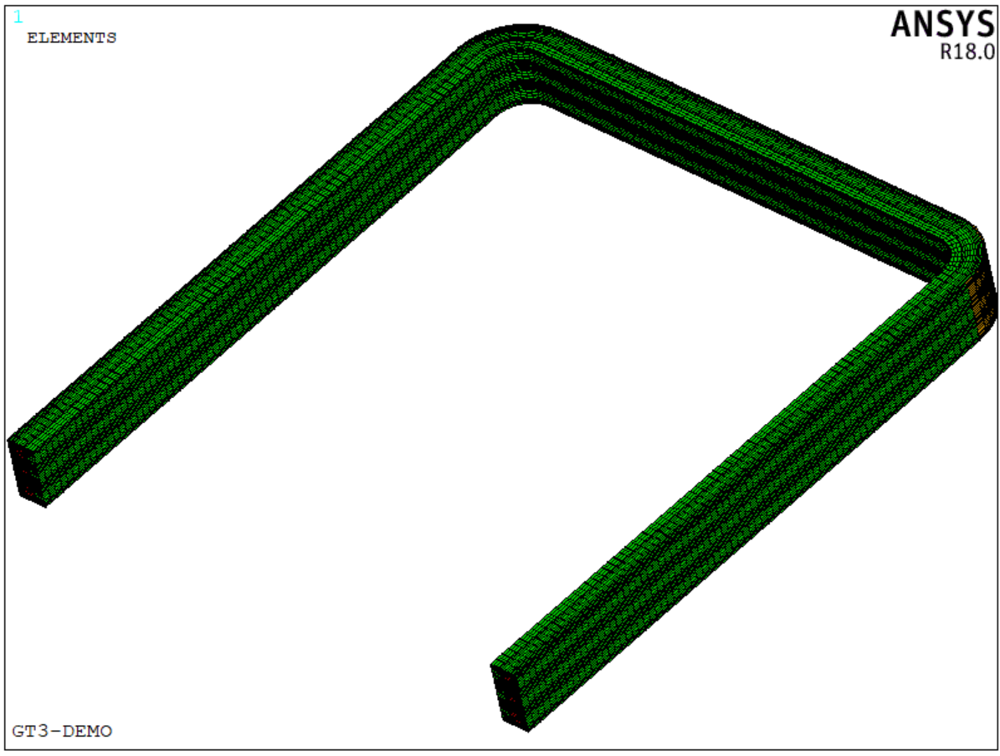 1
ELEMENTS
ANSYS
R18.0
GT3-DEMO